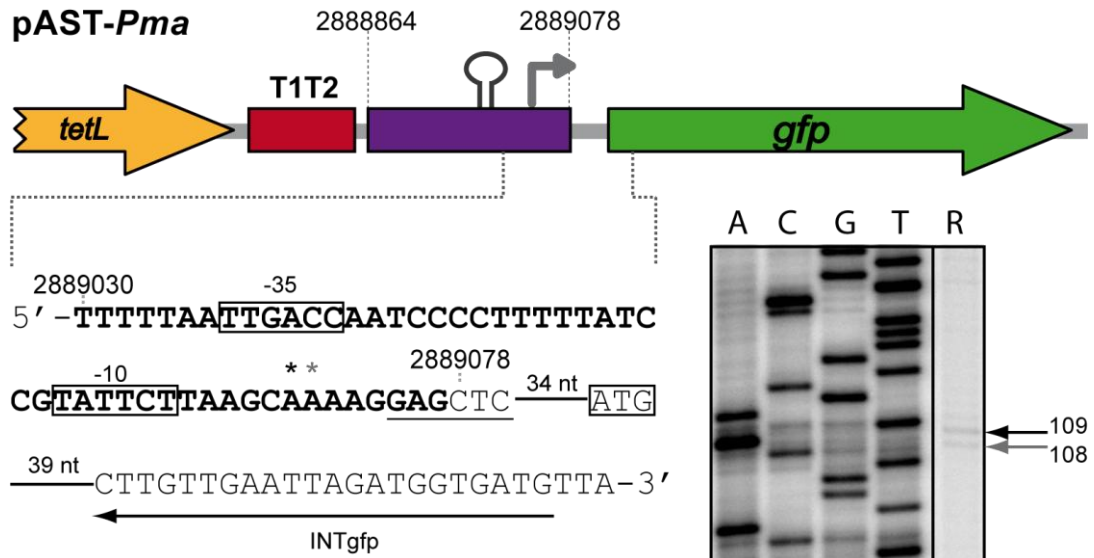 pAST-Pma 2888864 2889078
T1T2
tetL gfp
A C G T R
2889030 -35
5′-TTTTTAATTGACCAATCCCCTTTTTATC
-10 * * 2889078
CGTATTCTTAAGCAAAAGGAGCTC 34 nt ATG
109
108
39 nt
CTTGTTGAATTAGATGGTGATGTTA-3′
INTgfp